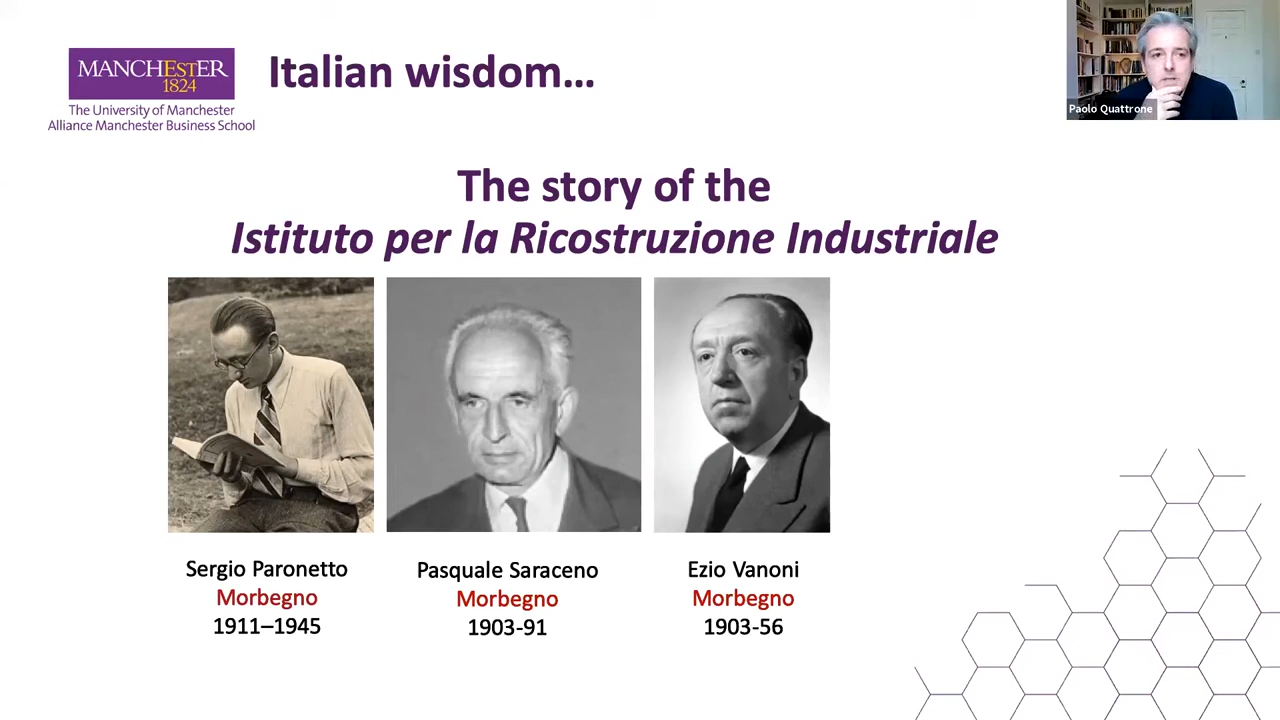 MANCHESTER
1824
The University of Manchester
Alliance Manchester Business School
Italian wisdom…
Paolo Quattrone
The story of the
Istituto per la Ricostruzione Industriale
Sergio Paronetto
Morbegno
1911–1945
Pasquale Saraceno
Morbegno
1903-91
Ezio Vanoni
Morbegno
1903-56